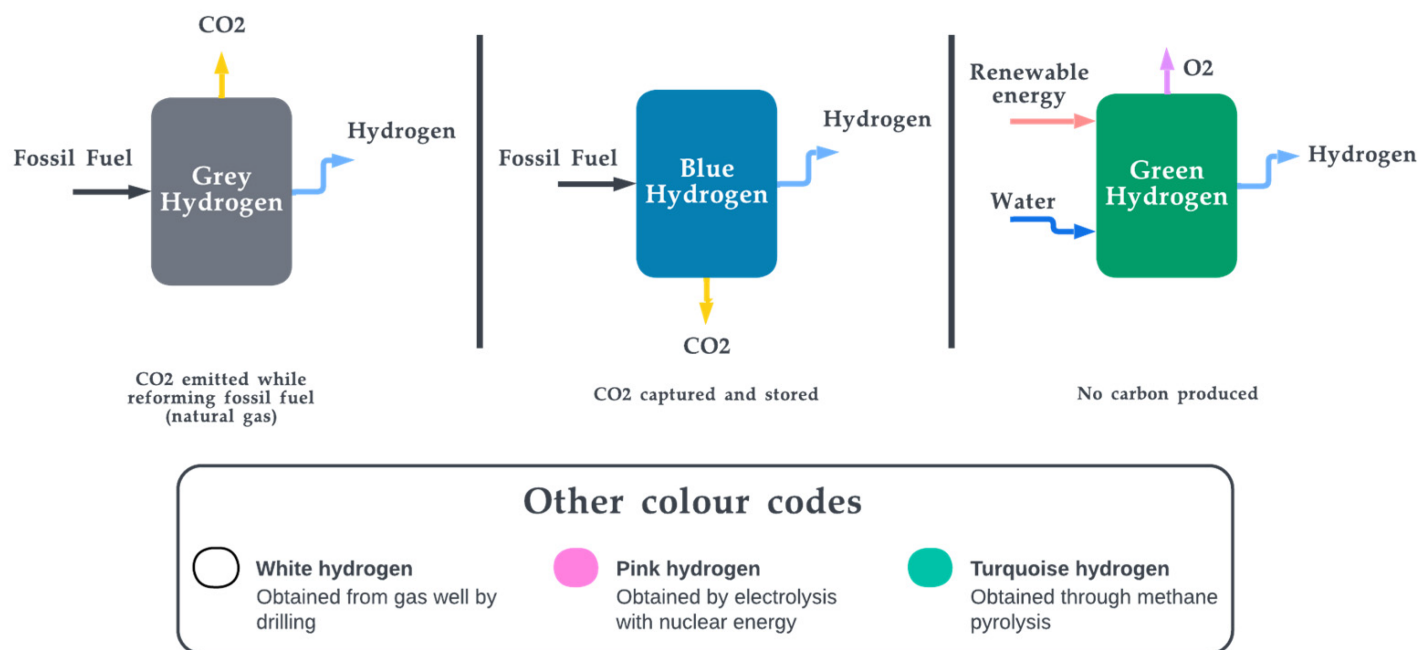 CO2
Fossil Fuel
Grey
Hydrogen
Hydrogen
CO2 emitted while
reforming fossil fuel
(natural gas)
Fossil Fuel
Blue
Hydrogen
Hydrogen
CO2
CO2 captured and stored
Renewable
energy
O2
Water
Green
Hydrogen
Hydrogen
No carbon produced
Other colour codes
White hydrogen
Obtained from gas well by
drilling
Pink hydrogen
Obtained by electrolysis
with nuclear energy
Turquoise hydrogen
Obtained through methane
pyrolysis